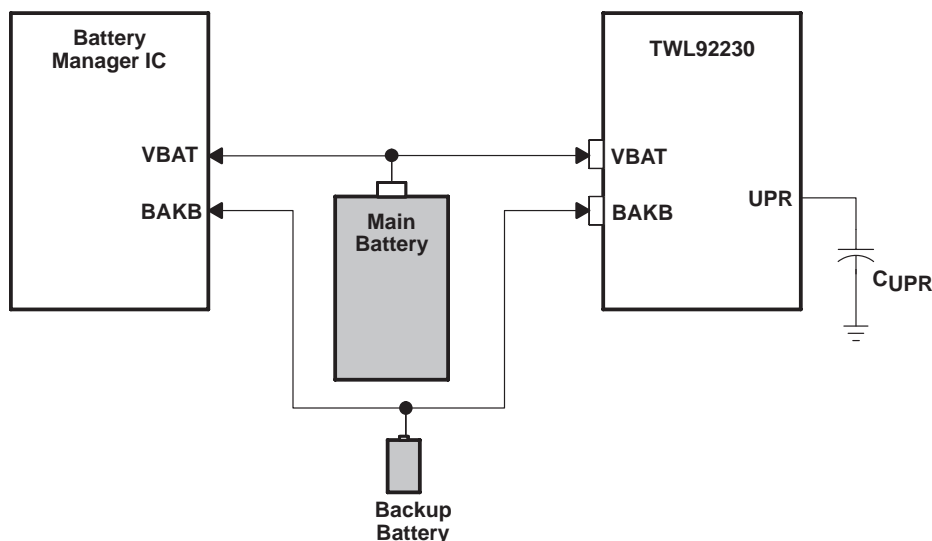 Battery
Manager IC
VBAT
BAKB
Main
Battery
Backup
Battery
TWL92230
VBAT
BAKB
UPR
CUPR